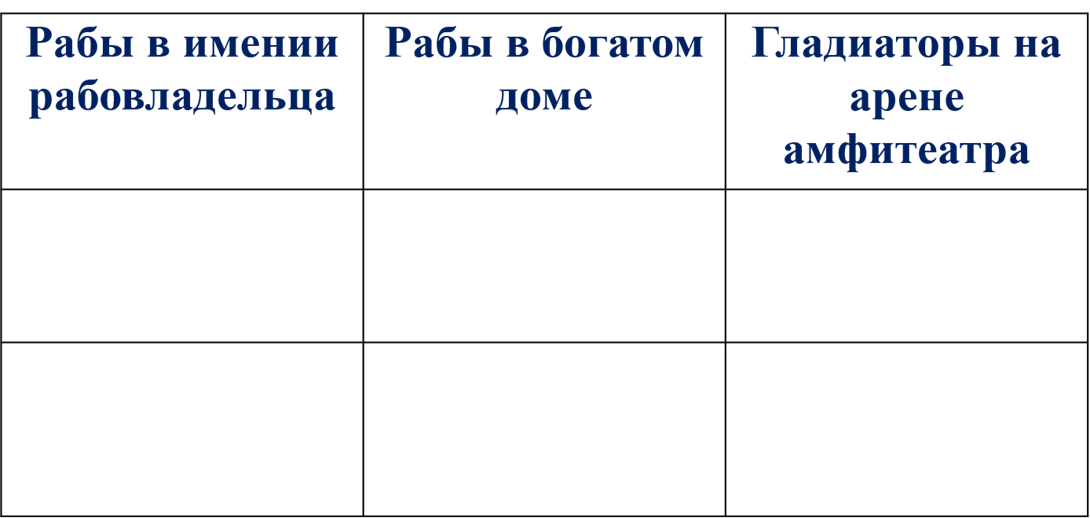 Рабы в имении
рабовладельца
Рабы в богатом
доме
Гладиаторы на
арене
амфитеатра